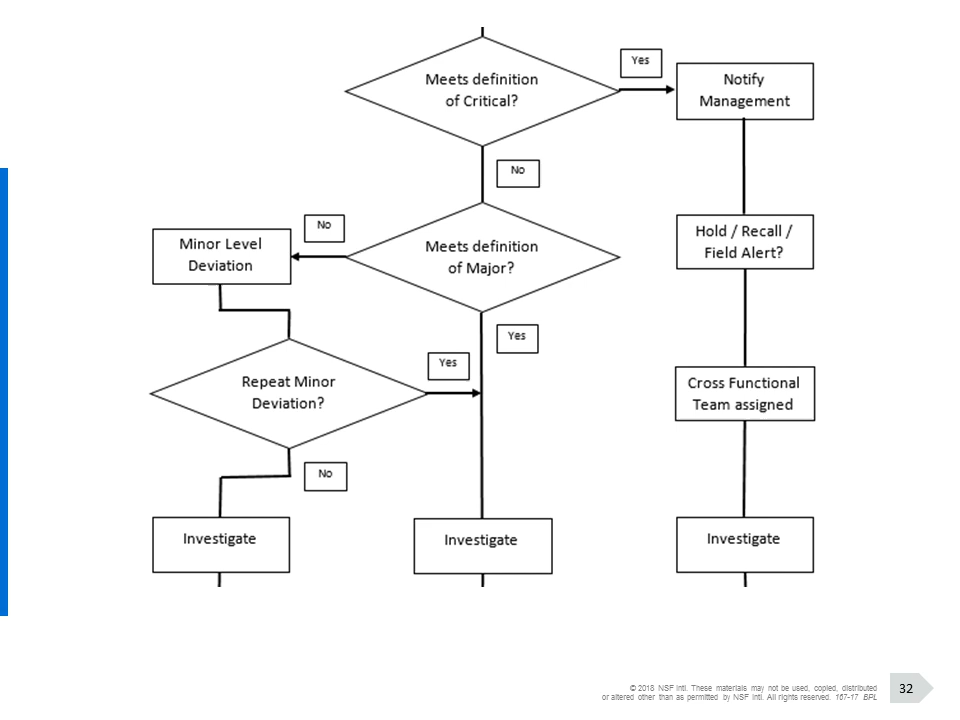 Meets definition
of Critical?
Yes
Notify
Management
No
Meets definition
of Major?
No
Minor Level
Deviation
Hold / Recall /
Field Alert?
Yes
Yes
Repeat Minor
Deviation?
Cross Functional
Team assigned
No
Investigate
Investigate
Investigate
© 2018 NSF Intl. These materials may not be used, copied, distributed
or altered other than as permitted by NSF Intl. All rights reserved. 167-17 BPL
32